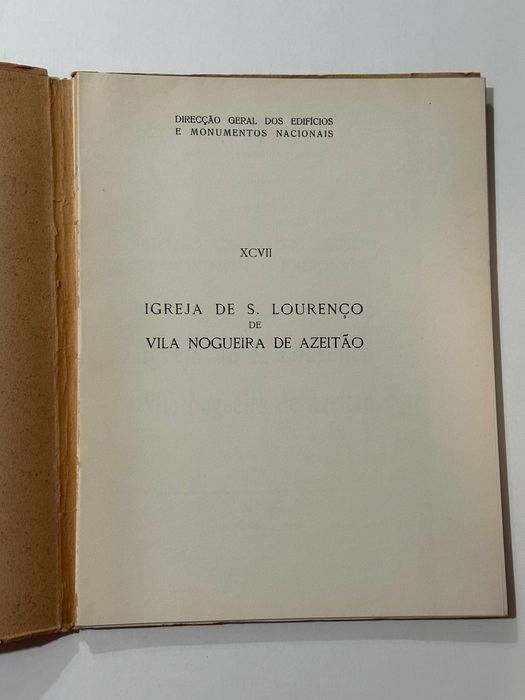 DIRECÇÃO GERAL DOS EDIFÍCIOS
E MONUMENTOS NACIONAIS
XCVII
IGREJA DE S. LOURENÇO
DE
VILA NOGUEIRA DE AZEITÃO